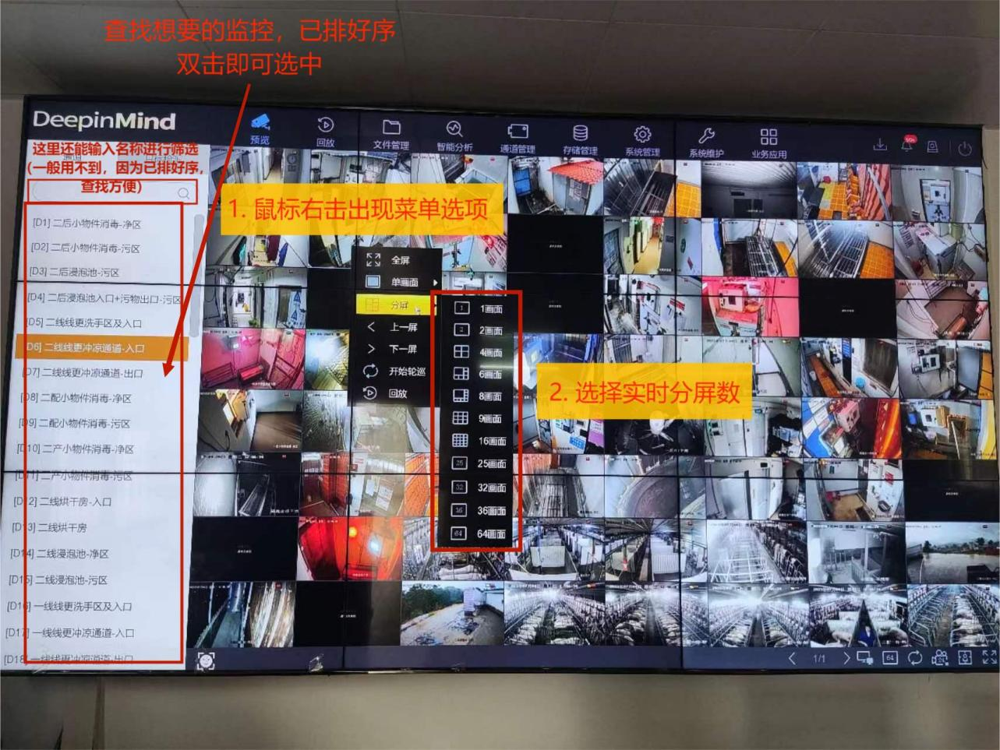 查找想要的监控，已排好序
双击即可选中
DeepinMind
预览
回放
文件管理
智能分析
通道管理
存储管理
系统管理
系统维护
业务应用
这里还能输入名称进行筛选
(一般用不到，因为已排好序，
查找方便)
1. 鼠标右击出现菜单选项
[D1] 二后小物件消毒-净区
[D2] 二后小物件消毒-污区
[D3] 二后浸泡池-污区
[D4] 二后浸泡池入口+污物出口-污区
[D5] 二线线更洗手区及入口
[D6] 二线线更冲凉通道-入口
[D7] 二线线更冲凉通道-出口
[D8] 二配小物件消毒-净区
[D9] 二配小物件消毒-污区
[D10] 二产小物件消毒-净区
[D11] 二产小物件消毒-污区
[D12] 二线烘干房-入口
[D13] 二线烘干房
[D14] 二线浸泡池-净区
[D15] 二线浸泡池-污区
[D16] 一线线更洗手区及入口
[D17] 一线线更冲凉通道-入口
[D18] 一线线更冲凉通道-出口
全屏
单画面
分屏
上一屏
下一屏
开始轮巡
回放
1画面
2画面
4画面
6画面
8画面
9画面
16画面
25画面
32画面
36画面
64画面
2. 选择实时分屏数
1/1
64